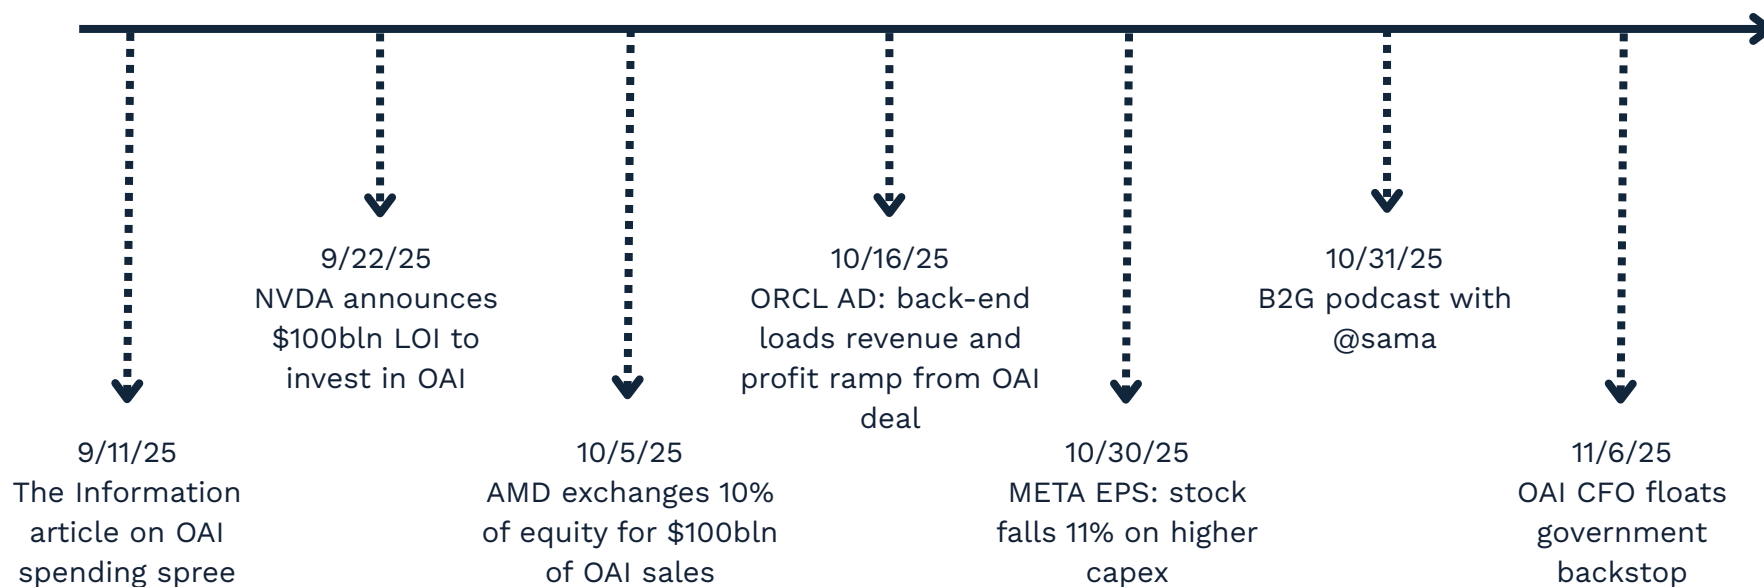 9/11/25
The Information
article on OAI
spending spree
9/22/25
NVDA announces
$100bln LOI to
invest in OAI
10/5/25
AMD exchanges 10%
of equity for $100bln
of OAI sales
10/16/25
ORCL AD: back-end
loads revenue and
profit ramp from OAI
deal
10/30/25
META EPS: stock
falls 11% on higher
capex
10/31/25
B2G podcast with
@sama
11/6/25
OAI CFO floats
government
backstop